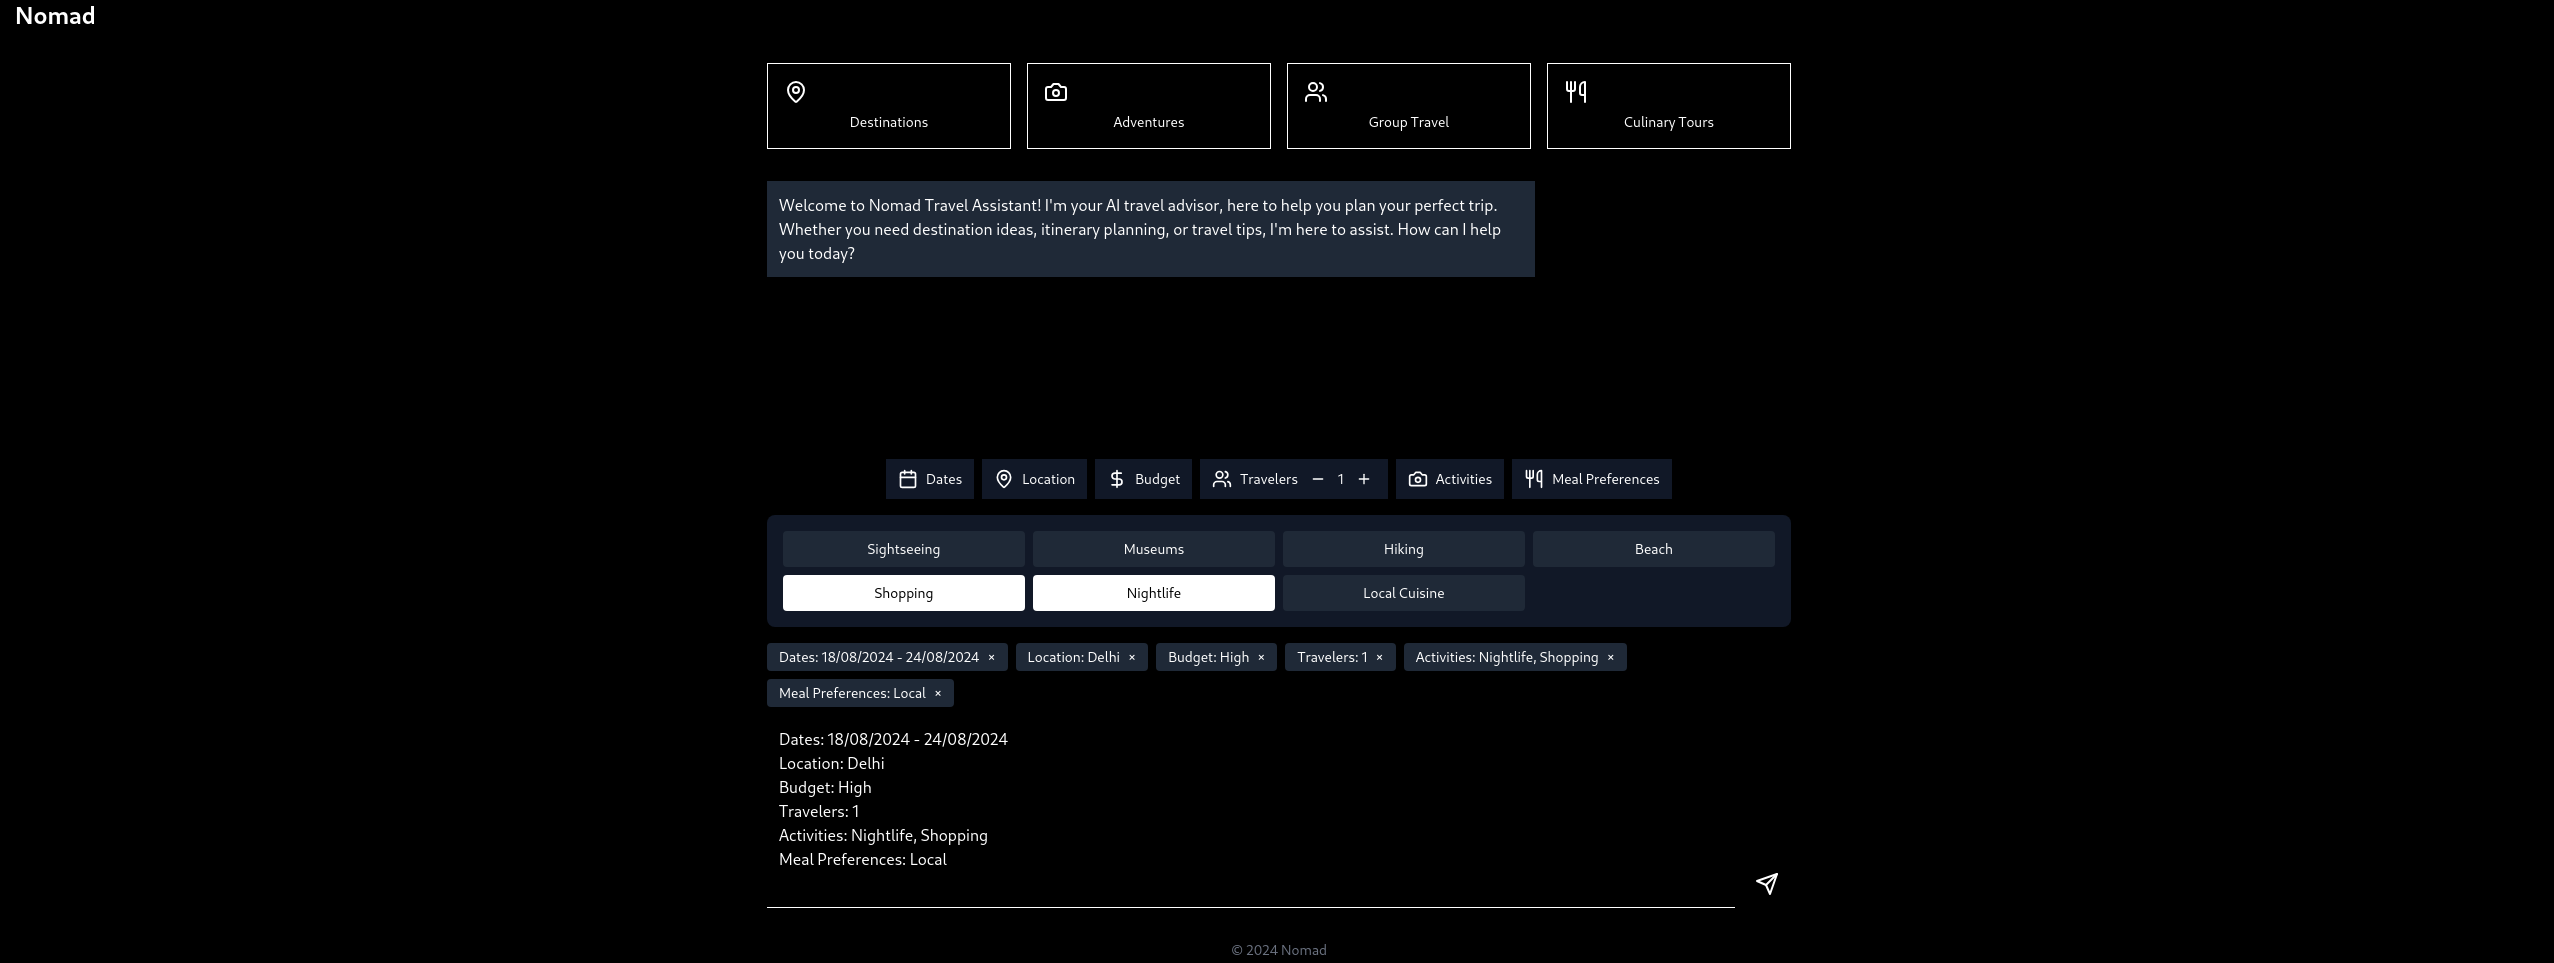 Nomad
Destinations
Adventures
Group Travel
Culinary Tours
Welcome to Nomad Travel Assistant! I'm your AI travel advisor, here to help you plan your perfect trip.
Whether you need destination ideas, itinerary planning, or travel tips, I'm here to assist. How can I help
you today?
Dates
Location
Budget
Travelers − 1 +
Activities
Meal Preferences
Sightseeing
Museums
Hiking
Beach
Shopping
Nightlife
Local Cuisine
Dates: 18/08/2024 - 24/08/2024 ×
Location: Delhi ×
Budget: High ×
Travelers: 1 ×
Activities: Nightlife, Shopping ×
Meal Preferences: Local ×
Dates: 18/08/2024 - 24/08/2024
Location: Delhi
Budget: High
Travelers: 1
Activities: Nightlife, Shopping
Meal Preferences: Local
© 2024 Nomad